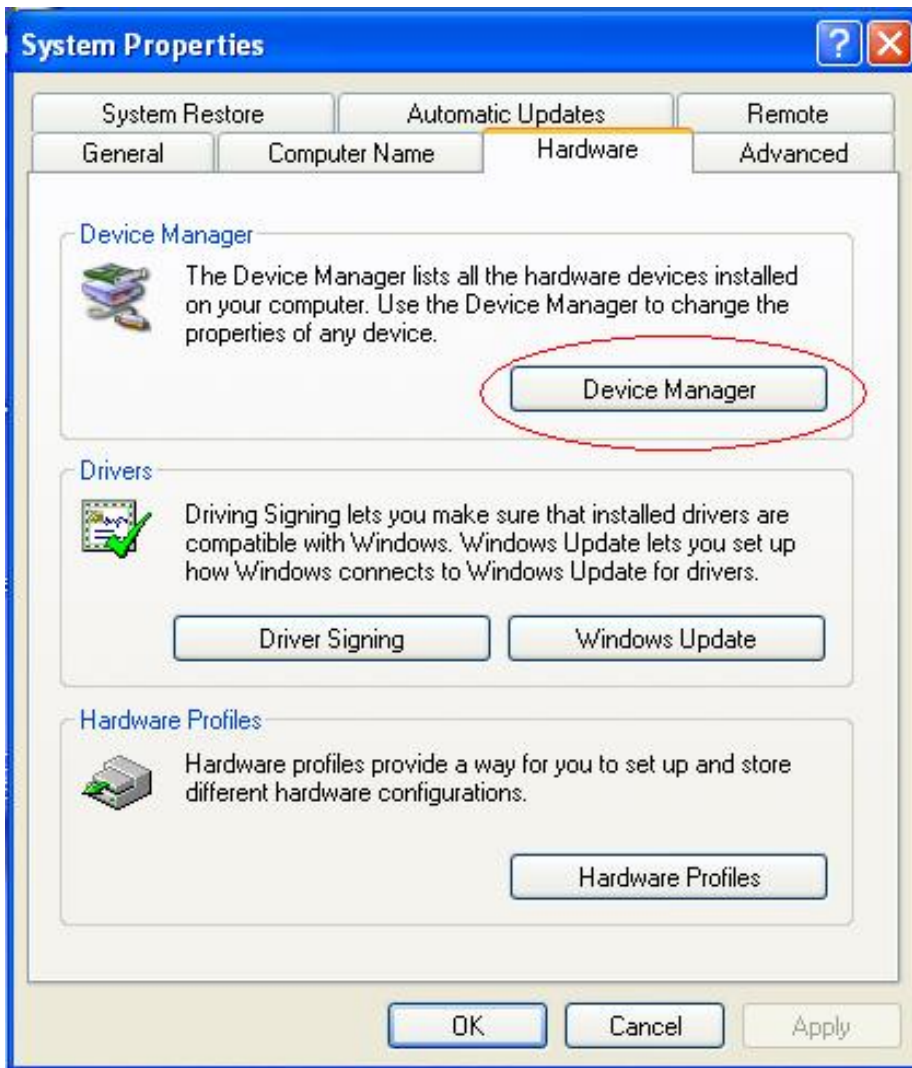 System Properties
System Restore Automatic Updates Remote
General Computer Name Hardware Advanced
Device Manager
The Device Manager lists all the hardware devices installed
on your computer. Use the Device Manager to change the
properties of any device.
Device Manager
Drivers
Driving Signing lets you make sure that installed drivers are
compatible with Windows. Windows Update lets you set up
how Windows connects to Windows Update for drivers.
Driver Signing Windows Update
Hardware Profiles
Hardware profiles provide a way for you to set up and store
different hardware configurations.
Hardware Profiles
OK Cancel Apply